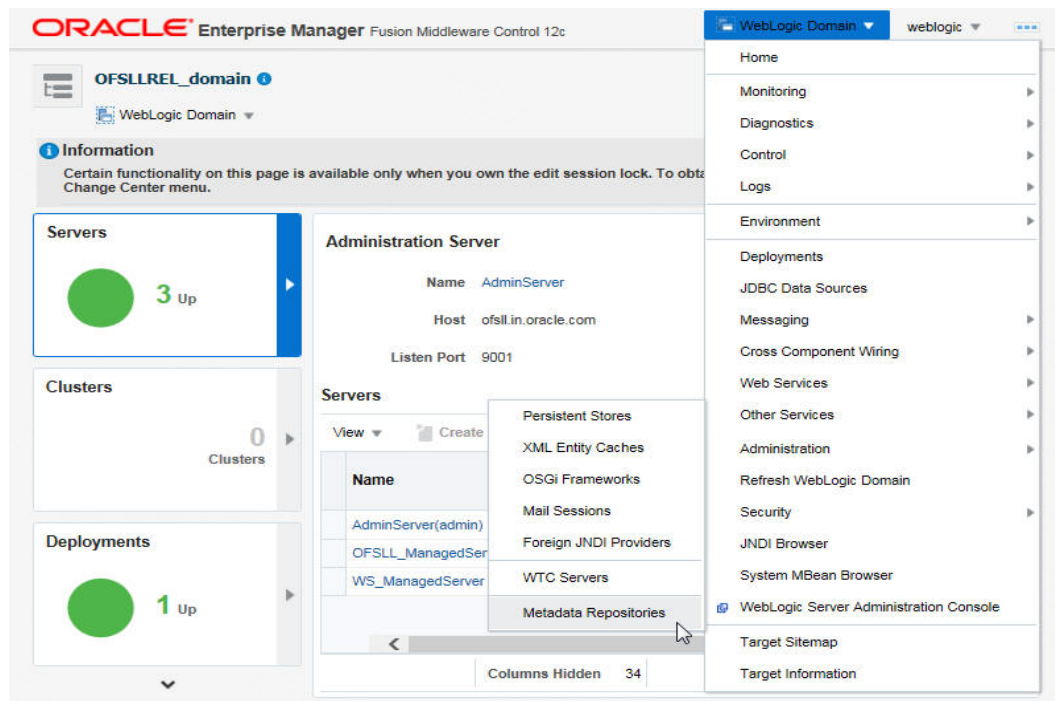 ORACLE Enterprise Manager Fusion Middleware Control 12c
WebLogic Domain
weblogic
OFSLLREL_domain
WebLogic Domain
Information
Certain functionality on this page is available only when you own the edit session lock. To
Change Center menu.
Servers
3 Up
Clusters
0
Clusters
Deployments
1 Up
Administration Server
Name AdminServer
Host ofsll.in.oracle.com
Listen Port 9001
Servers
View Create
Name
AdminServer(admin)
OFSLL_ManagedSer
WS_ManagedServer
Columns Hidden 34
Persistent Stores
XML Entity Caches
OSGi Frameworks
Mail Sessions
Foreign JNDI Providers
WTC Servers
Metadata Repositories
Home
Monitoring
Diagnostics
Control
Logs
Environment
Deployments
JDBC Data Sources
Messaging
Cross Component Wiring
Web Services
Other Services
Administration
Refresh WebLogic Domain
Security
JNDI Browser
System MBean Browser
WebLogic Server Administration Console
Target Sitemap
Target Information